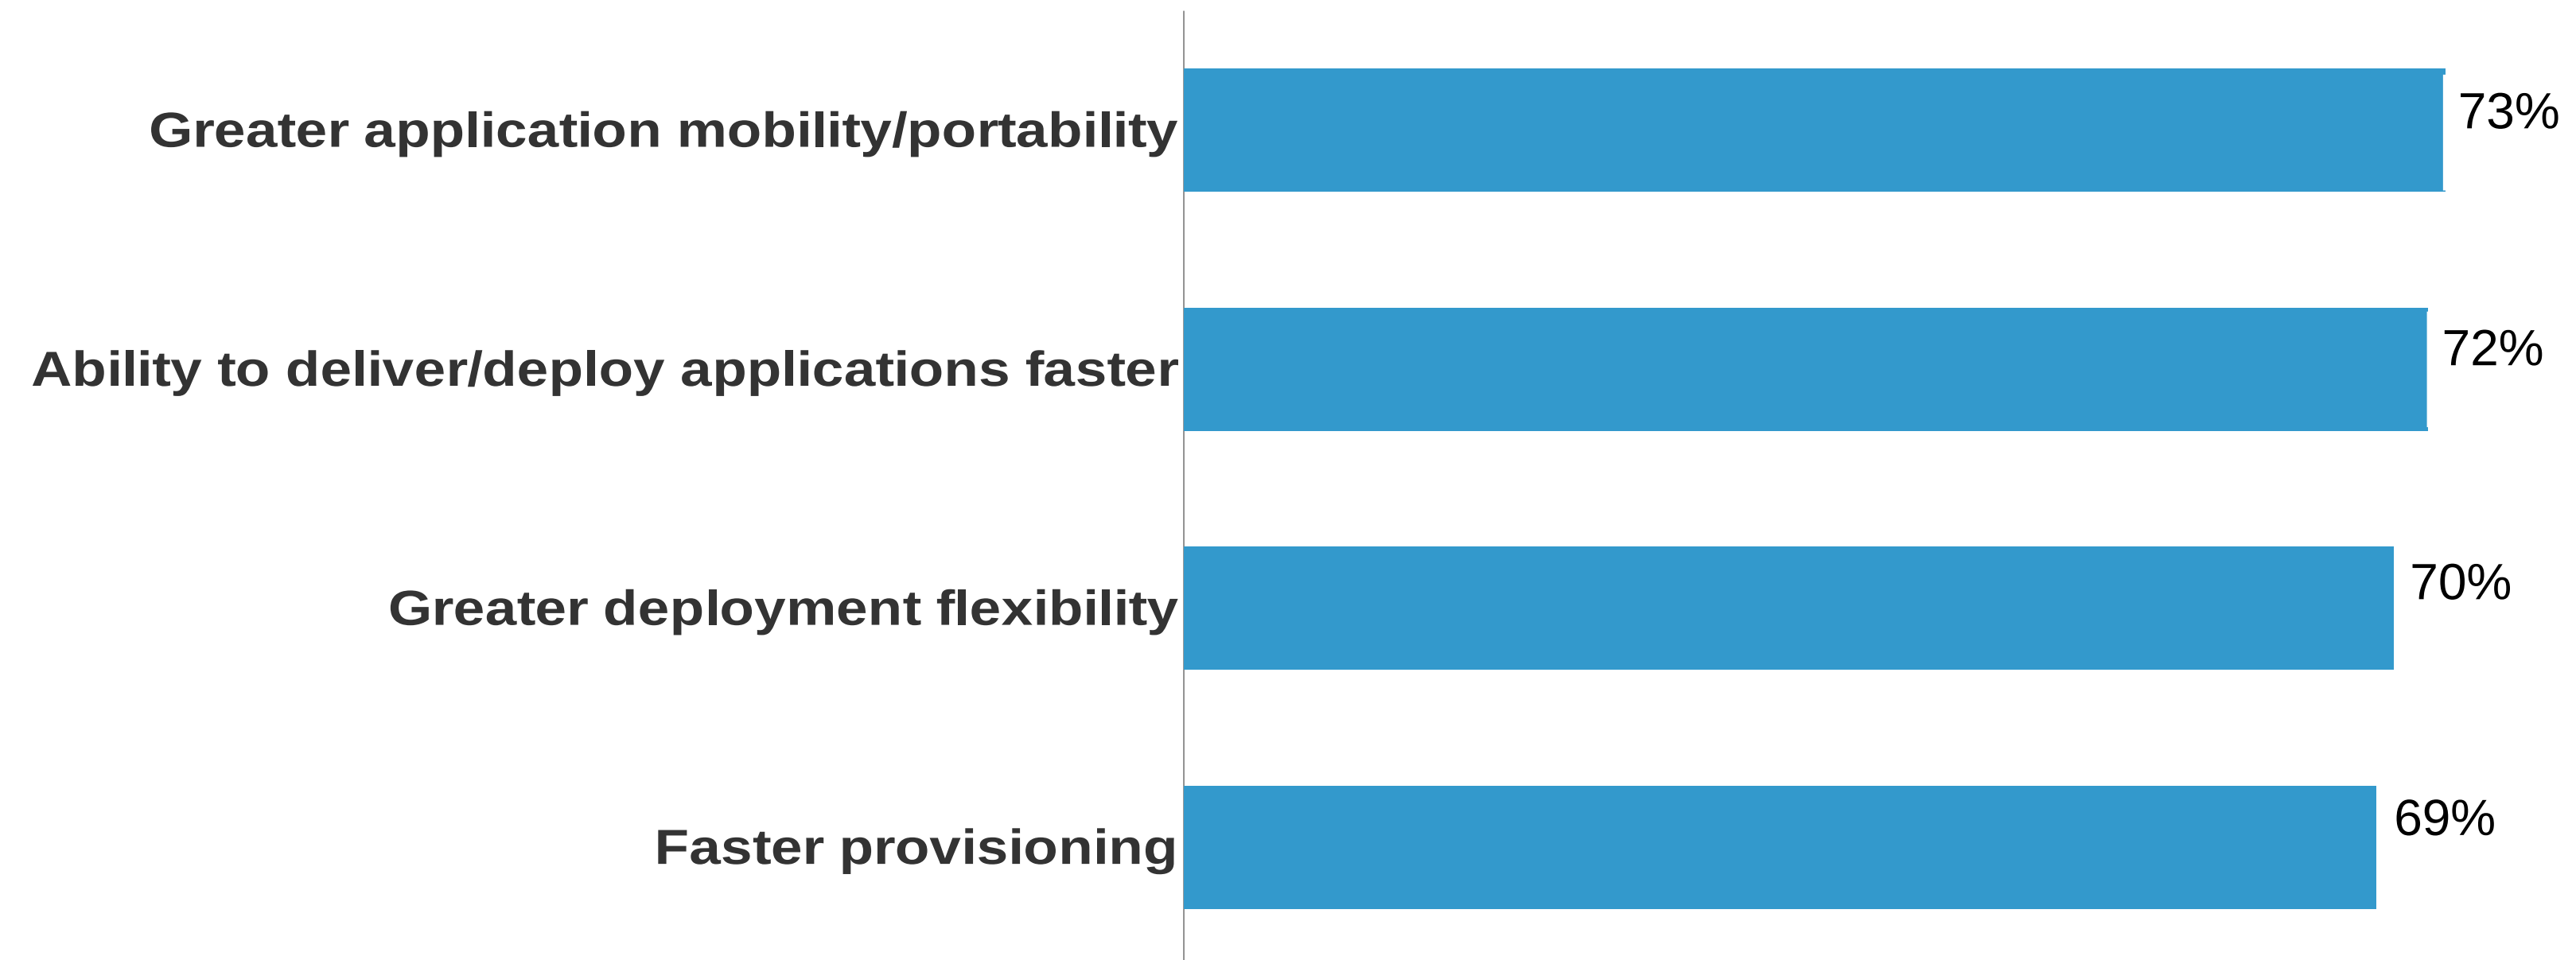 Greater application mobility/portability 73%
Ability to deliver/deploy applications faster 72%
Greater deployment flexibility 70%
Faster provisioning 69%